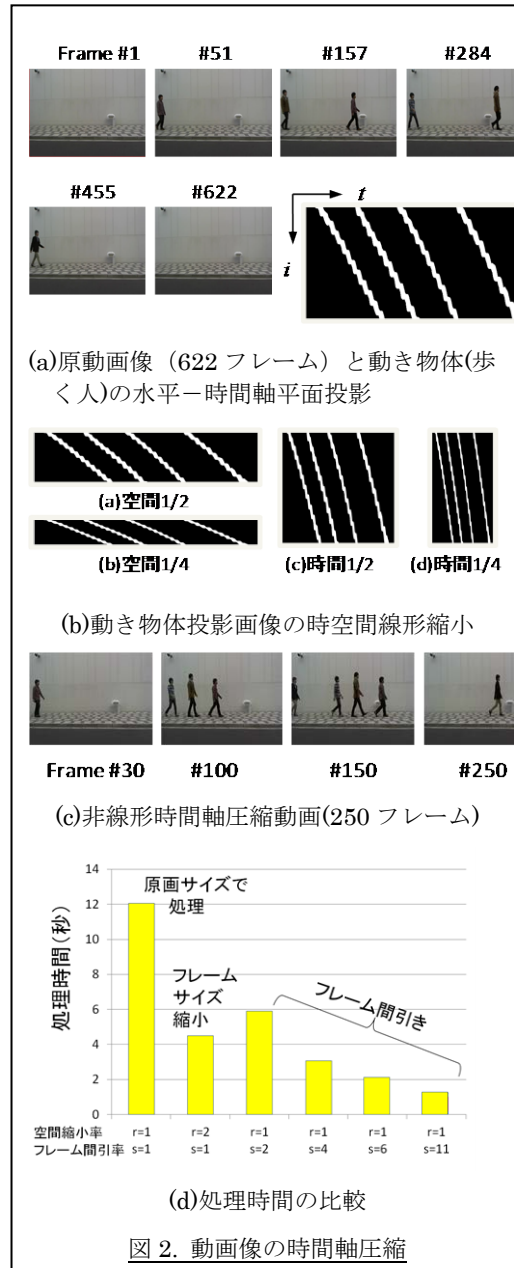 Frame #1 #51 #157 #284
#455 #622
t
i
(a)原動画像（622 フレーム）と動き物体(歩
く人)の水平－時間軸平面投影
(a)空間1/2
(b)空間1/4 (c)時間1/2 (d)時間1/4
(b)動き物体投影画像の時空間線形縮小
Frame #30 #100 #150 #250
(c)非線形時間軸圧縮動画(250 フレーム)
14
12
10
8
6
4
2
0
処理時間(秒)
原画サイズで
処理
フレーム
サイズ
縮小
フレーム間引き
空間縮小率 r=1 r=2 r=1 r=1 r=1 r=1
フレーム間引率 s=1 s=1 s=2 s=4 s=6 s=11
(d)処理時間の比較
図 2. 動画像の時間軸圧縮